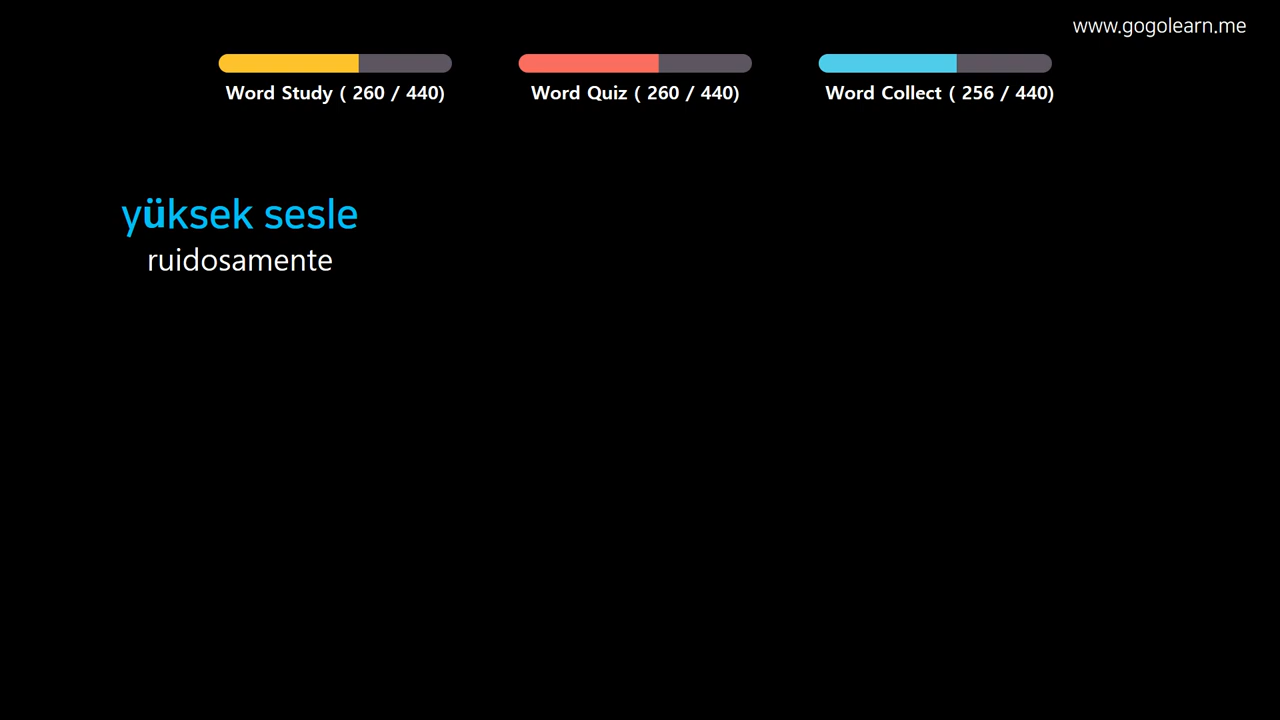 www.gogolearn.me
Word Study ( 260 / 440)
Word Quiz ( 260 / 440)
Word Collect ( 256 / 440)
yüksek sesle
ruidosamente